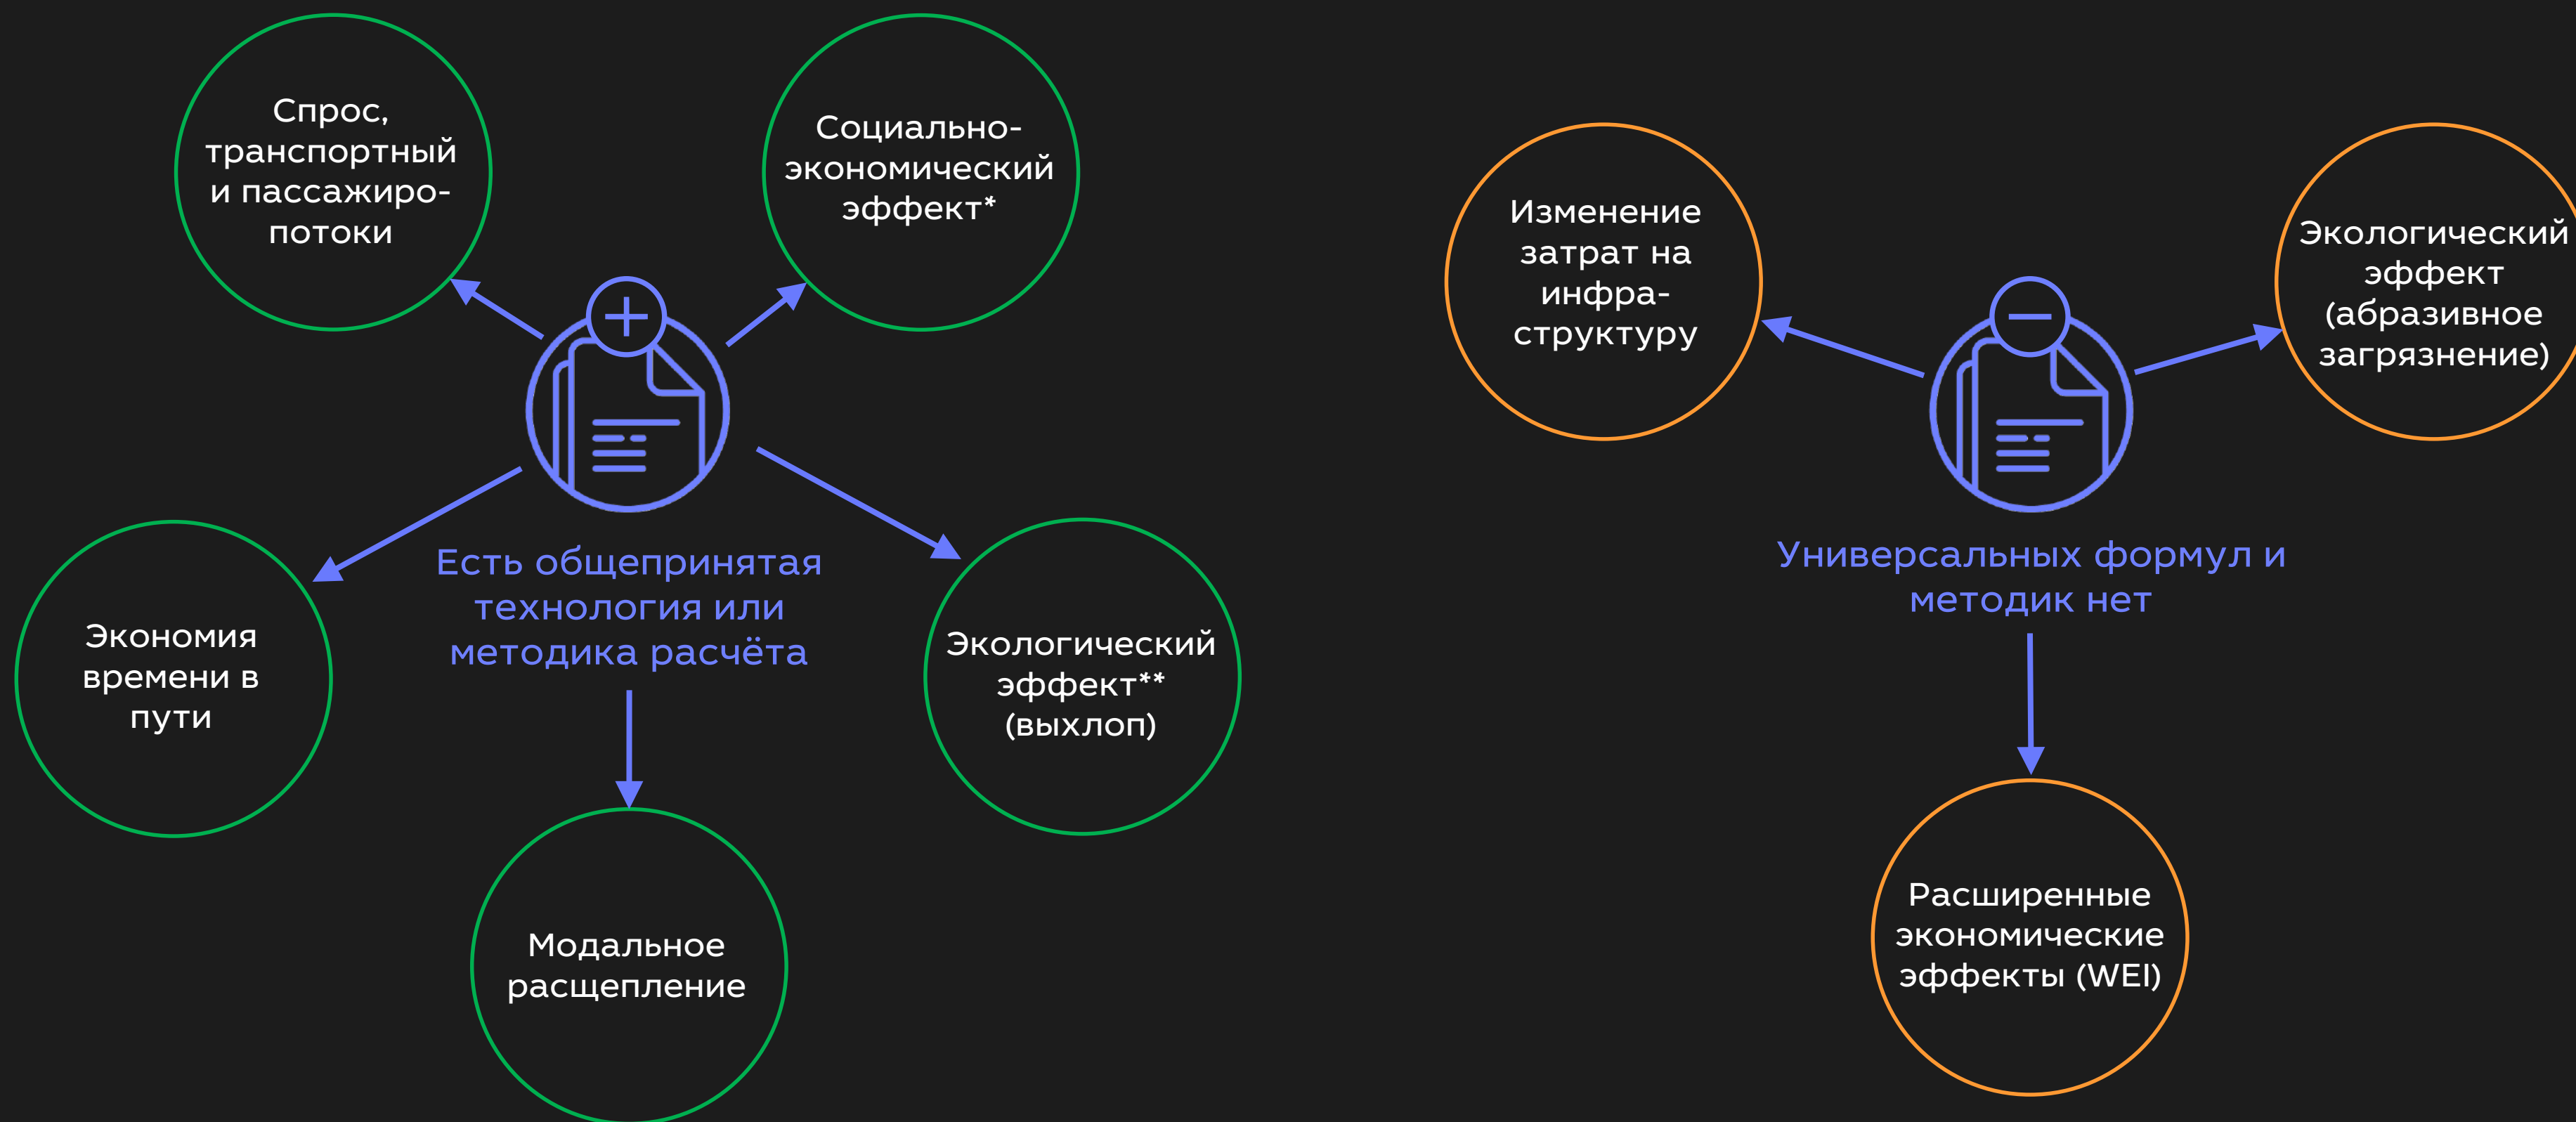 Спрос,
транспортный
и пассажиро-
потоки
Социально-
экономический
эффект*
Есть общепринятая
технология или
методика расчёта
Экономия
времени в
пути
Экологический
эффект**
(выхлоп)
Модальное
расщепление
Изменение
затрат на
инфра-
структуру
Экологический
эффект
(абразивное
загрязнение)
Универсальных формул и
методик нет
Расширенные
экономические
эффекты (WEI)